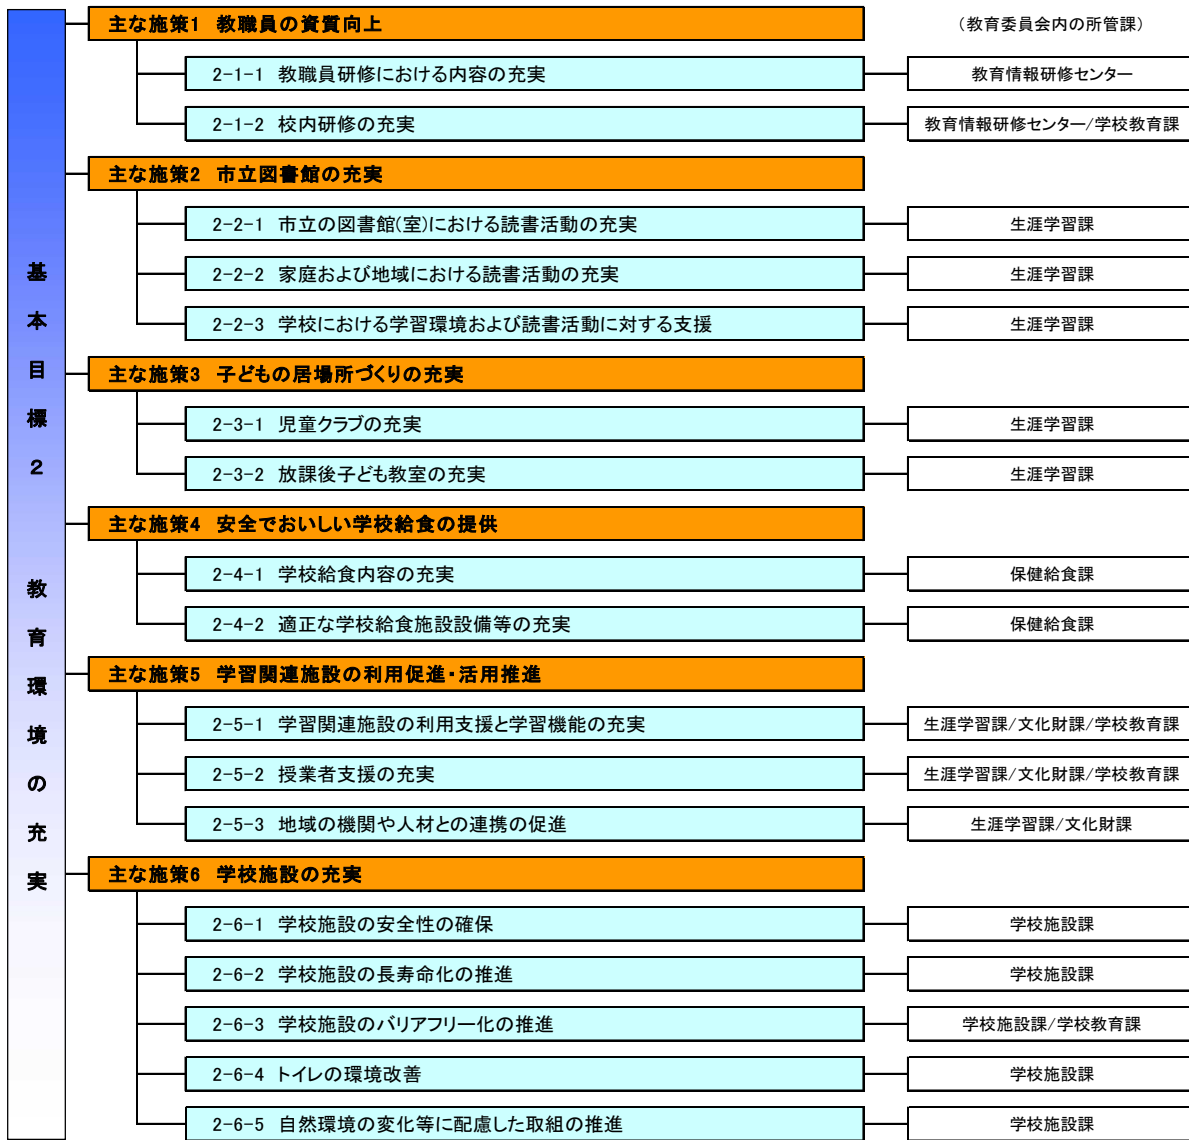 基本目標2 教育環境の充実
主な施策1 教職員の資質向上
(教育委員会内の所管課)
2-1-1 教職員研修における内容の充実
教育情報研修センター
2-1-2 校内研修の充実
教育情報研修センター/学校教育課
主な施策2 市立図書館の充実
2-2-1 市立の図書館(室)における読書活動の充実
生涯学習課
2-2-2 家庭および地域における読書活動の充実
生涯学習課
2-2-3 学校における学習環境および読書活動に対する支援
生涯学習課
主な施策3 子どもの居場所づくりの充実
2-3-1 児童クラブの充実
生涯学習課
2-3-2 放課後子ども教室の充実
生涯学習課
主な施策4 安全でおいしい学校給食の提供
2-4-1 学校給食内容の充実
保健給食課
2-4-2 適正な学校給食施設設備等の充実
保健給食課
主な施策5 学習関連施設の利用促進・活用推進
2-5-1 学習関連施設の利用支援と学習機能の充実
生涯学習課/文化財課/学校教育課
2-5-2 授業者支援の充実
生涯学習課/文化財課/学校教育課
2-5-3 地域の機関や人材との連携の促進
生涯学習課/文化財課
主な施策6 学校施設の充実
2-6-1 学校施設の安全性の確保
学校施設課
2-6-2 学校施設の長寿命化の推進
学校施設課
2-6-3 学校施設のバリアフリー化の推進
学校施設課/学校教育課
2-6-4 トイレの環境改善
学校施設課
2-6-5 自然環境の変化等に配慮した取組の推進
学校施設課